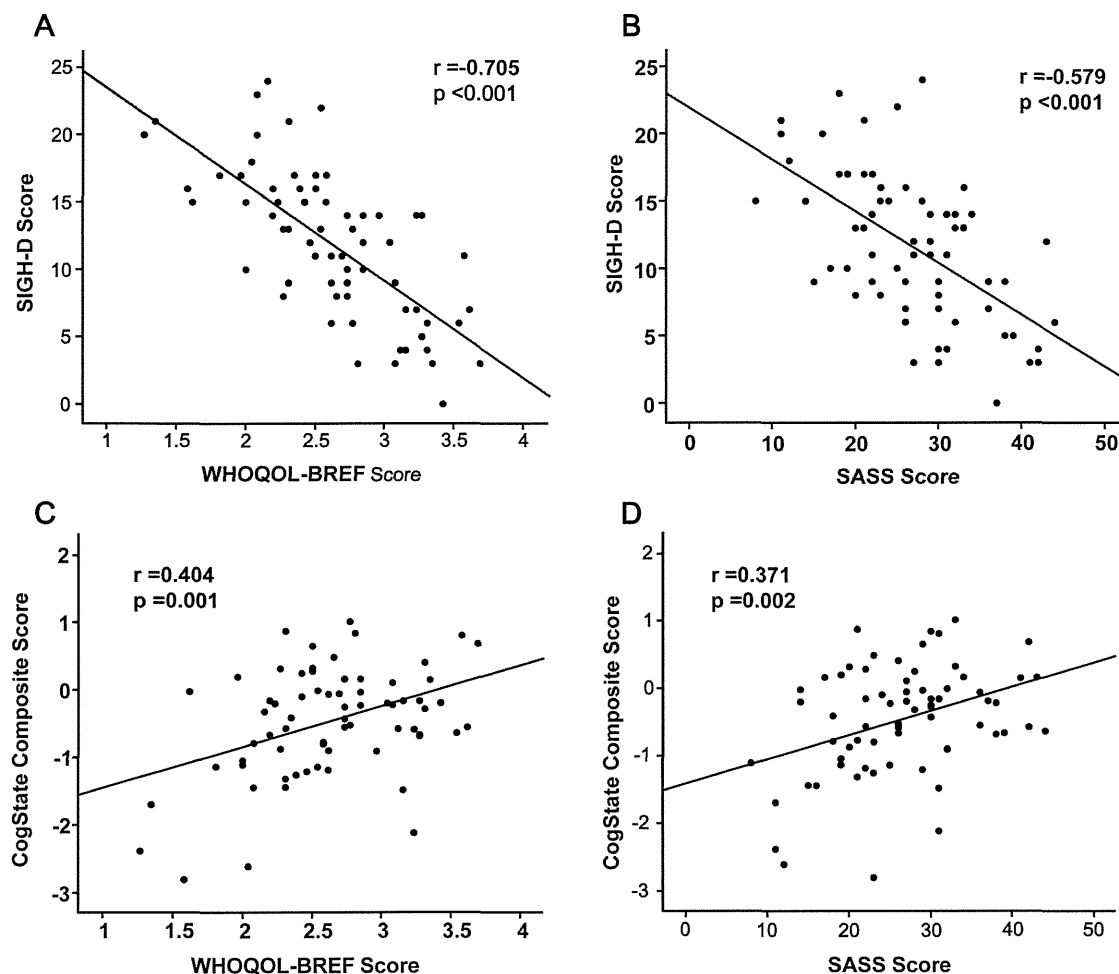 A
r =-0.705
p <0.001
SIGH-D Score
25
20
15
10
5
0
1 1.5 2 2.5 3 3.5 4
WHOQOL-BREF Score
B
r =-0.579
p <0.001
SIGH-D Score
25
20
15
10
5
0
0 10 20 30 40 50
SASS Score
C
r =0.404
p =0.001
CogState Composite Score
2
1
0
-1
-2
-3
1 1.5 2 2.5 3 3.5 4
WHOQOL-BREF Score
D
r =0.371
p =0.002
CogState Composite Score
2
1
0
-1
-2
-3
0 10 20 30 40 50
SASS Score